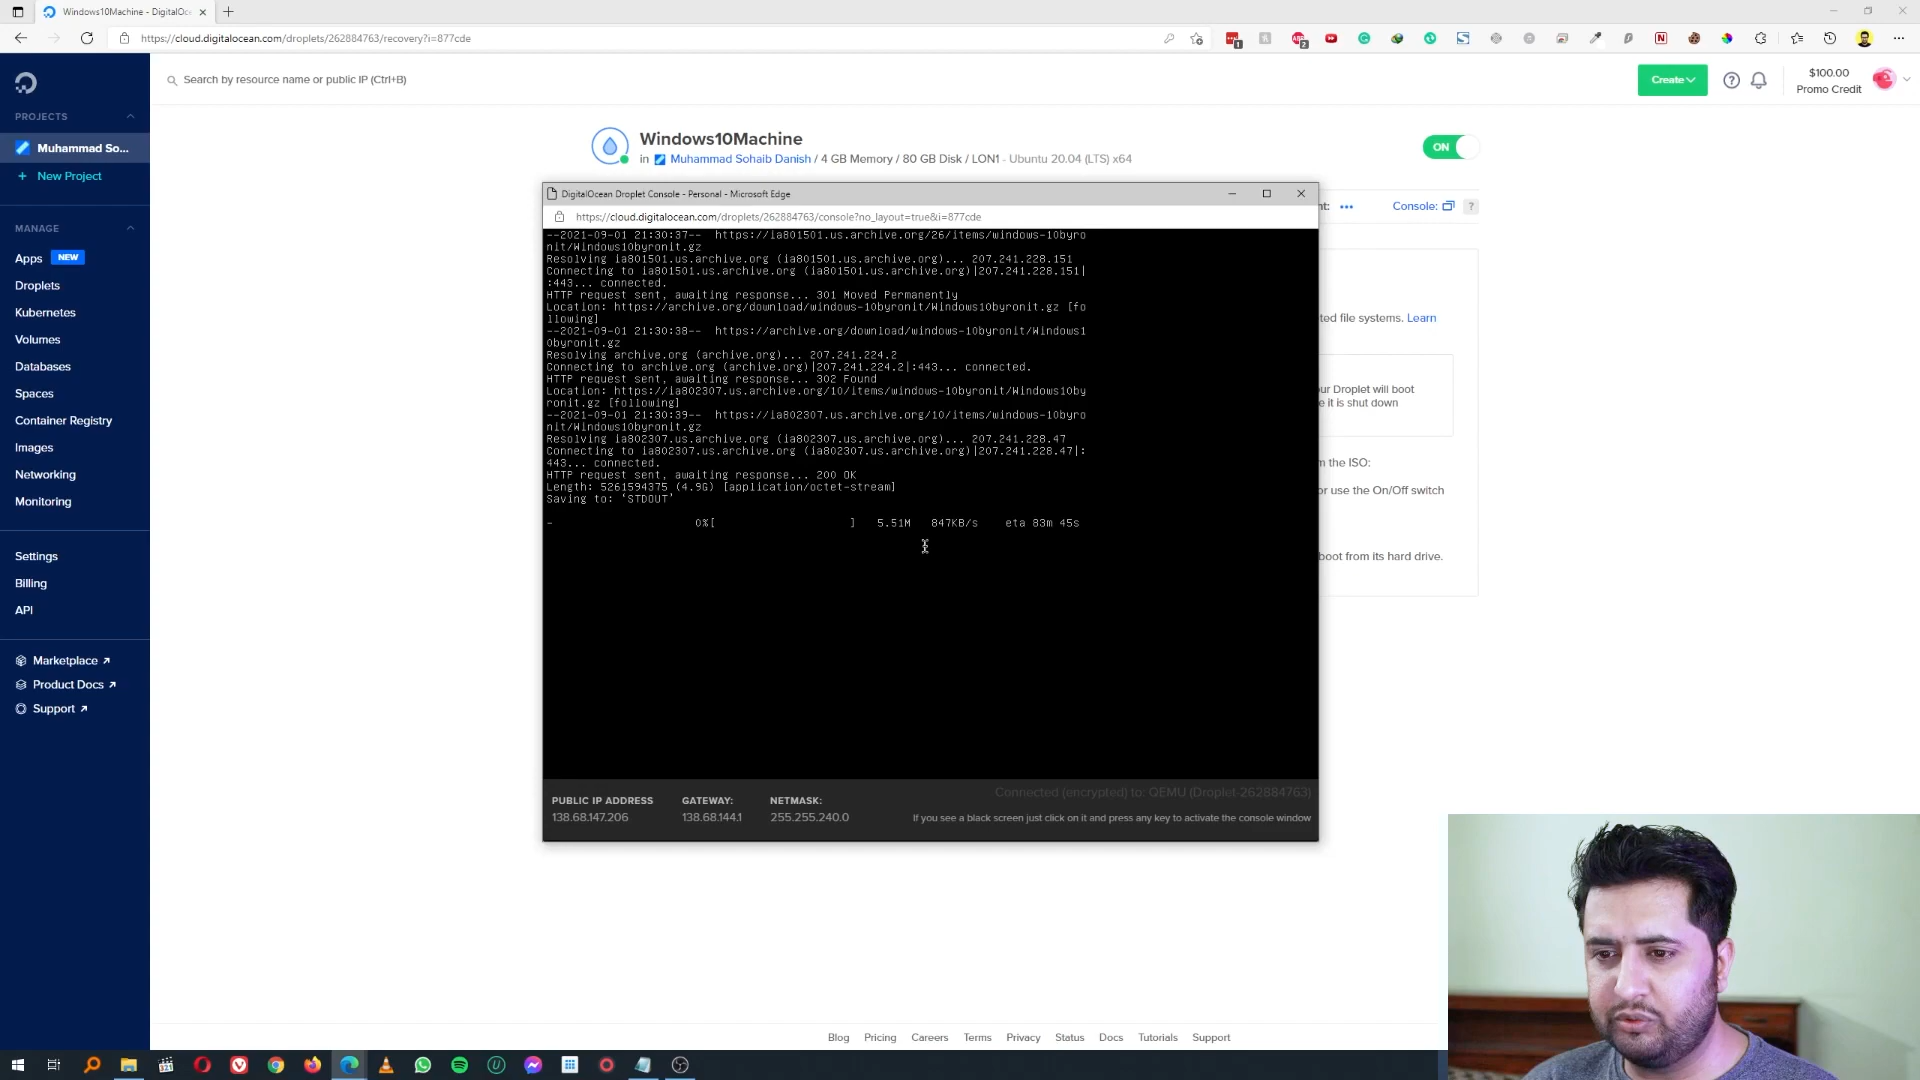 Windows10Machine - DigitalOce
https://cloud.digitalocean.com/droplets/262884763/recovery?i=877cde
Search by resource name or public IP (Ctrl+B)
Create
$100.00
Promo Credit
PROJECTS
Muhammad So...
+ New Project
MANAGE
Apps NEW
Droplets
Kubernetes
Volumes
Databases
Spaces
Container Registry
Images
Networking
Monitoring
Settings
Billing
API
Marketplace
Product Docs
Support
Windows10Machine
in Muhammad Sohaib Danish / 4 GB Memory / 80 GB Disk / LON1 - Ubuntu 20.04 (LTS) x64
ON
Console: ?
ted file systems. Learn
ur Droplet will boot
e it is shut down
m the ISO:
or use the On/Off switch
boot from its hard drive.
DigitalOcean Droplet Console - Personal - Microsoft Edge
https://cloud.digitalocean.com/droplets/262884763/console?no_layout=true&i=877cde
--2021-09-01 21:30:37--  https://ia801501.us.archive.org/26/items/windows-10byro
nit/Windows10byronit.gz
Resolving ia801501.us.archive.org (ia801501.us.archive.org)... 207.241.228.151
Connecting to ia801501.us.archive.org (ia801501.us.archive.org)|207.241.228.151|
:443... connected.
HTTP request sent, awaiting response... 301 Moved Permanently
Location: https://archive.org/download/windows-10byronit/Windows10byronit.gz [fo
llowing]
--2021-09-01 21:30:38--  https://archive.org/download/windows-10byronit/Windows1
0byronit.gz
Resolving archive.org (archive.org)... 207.241.224.2
Connecting to archive.org (archive.org)|207.241.224.2|:443... connected.
HTTP request sent, awaiting response... 302 Found
Location: https://ia802307.us.archive.org/10/items/windows-10byronit/Windows10by
ronit.gz [following]
--2021-09-01 21:30:39--  https://ia802307.us.archive.org/10/items/windows-10byro
nit/Windows10byronit.gz
Resolving ia802307.us.archive.org (ia802307.us.archive.org)... 207.241.228.47
Connecting to ia802307.us.archive.org (ia802307.us.archive.org)|207.241.228.47|:
443... connected.
HTTP request sent, awaiting response... 200 OK
Length: 5261594375 (4.9G) [application/octet-stream]
Saving to: ‘STDOUT’
- 0%[ ] 5.51M 847KB/s eta 83m 45s
Connected (encrypted) to: QEMU (Droplet-262884763)
PUBLIC IP ADDRESS GATEWAY: NETMASK:
138.68.147.206 138.68.144.1 255.255.240.0
If you see a black screen just click on it and press any key to activate the console window
Blog Pricing Careers Terms Privacy Status Docs Tutorials Support